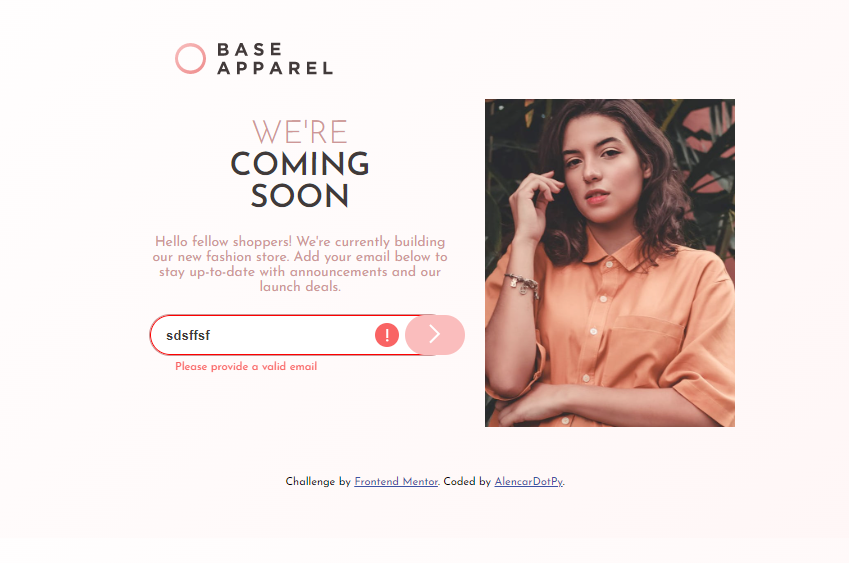 BASE
APPAREL
WE'RE
COMING
SOON
Hello fellow shoppers! We're currently building
our new fashion store. Add your email below to
stay up-to-date with announcements and our
launch deals.
sdsffsf
!
Please provide a valid email
Challenge by Frontend Mentor. Coded by AlencarDotPy.